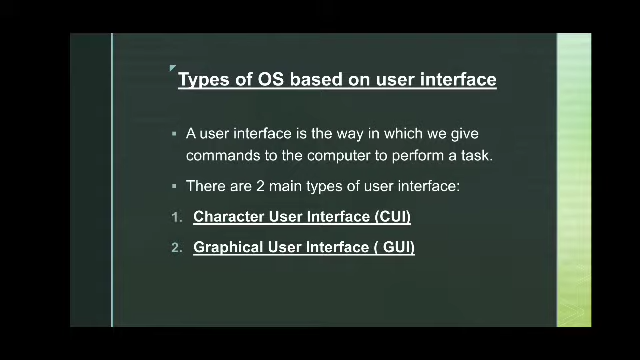 Types of OS based on user interface
▪ A user interface is the way in which we give
commands to the computer to perform a task.
▪ There are 2 main types of user interface:
1. Character User Interface (CUI)
2. Graphical User Interface ( GUI)